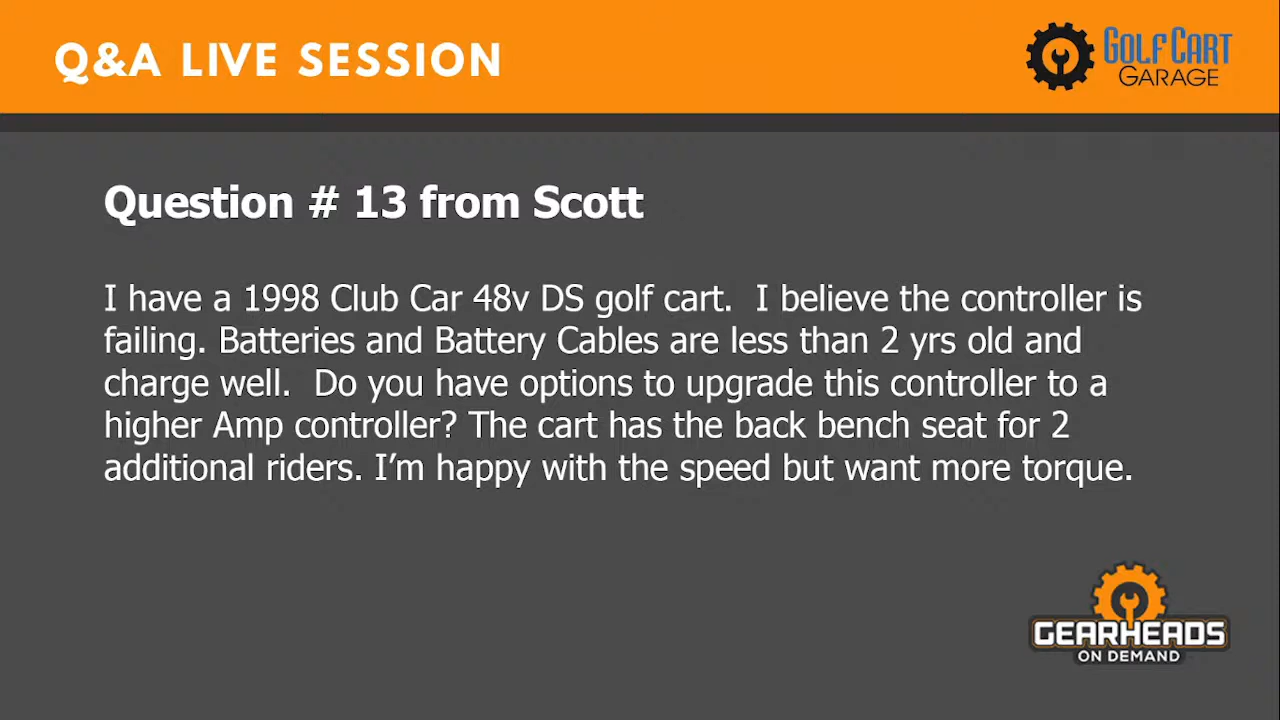 Q&A LIVE SESSION
GOLF CART
GARAGE
Question # 13 from Scott
I have a 1998 Club Car 48v DS golf cart.  I believe the controller is
failing. Batteries and Battery Cables are less than 2 yrs old and
charge well.  Do you have options to upgrade this controller to a
higher Amp controller? The cart has the back bench seat for 2
additional riders. I’m happy with the speed but want more torque.
GEARHEADS
ON DEMAND